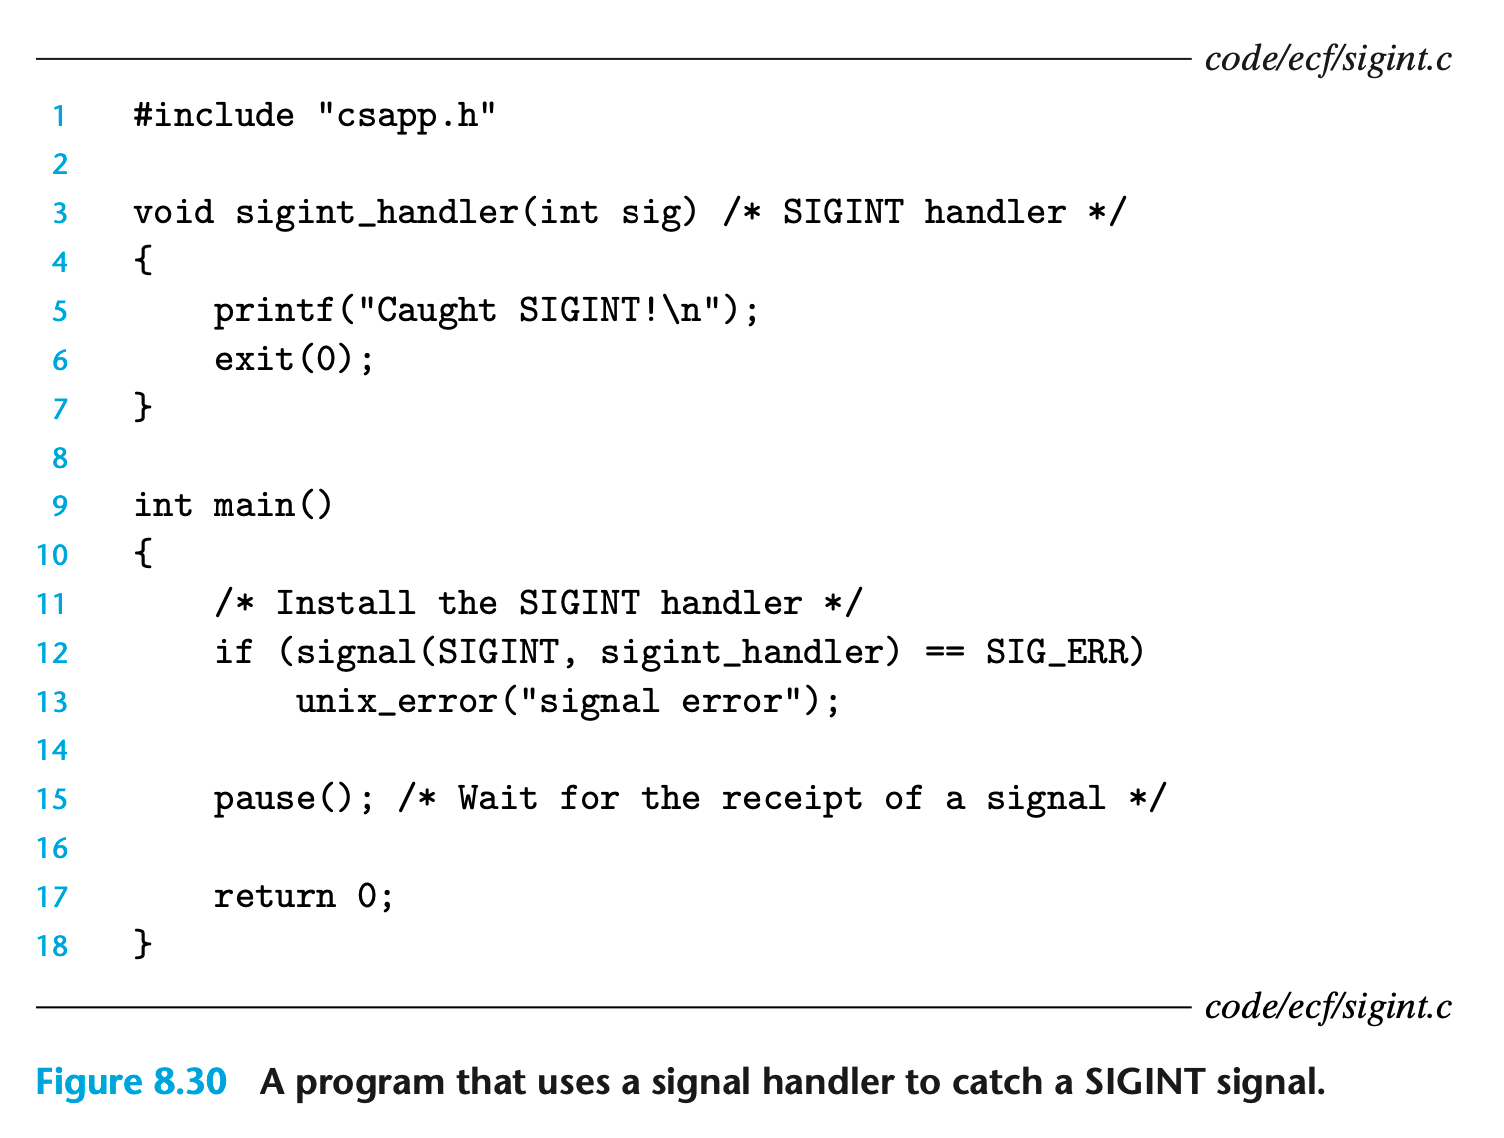 code/ecf/sigint.c
1 #include "csapp.h"
2
3 void sigint_handler(int sig) /* SIGINT handler */
4 {
5     printf("Caught SIGINT!\n");
6     exit(0);
7 }
8
9 int main()
10 {
11     /* Install the SIGINT handler */
12     if (signal(SIGINT, sigint_handler) == SIG_ERR)
13         unix_error("signal error");
14
15     pause(); /* Wait for the receipt of a signal */
16
17     return 0;
18 }
code/ecf/sigint.c
Figure 8.30 A program that uses a signal handler to catch a SIGINT signal.